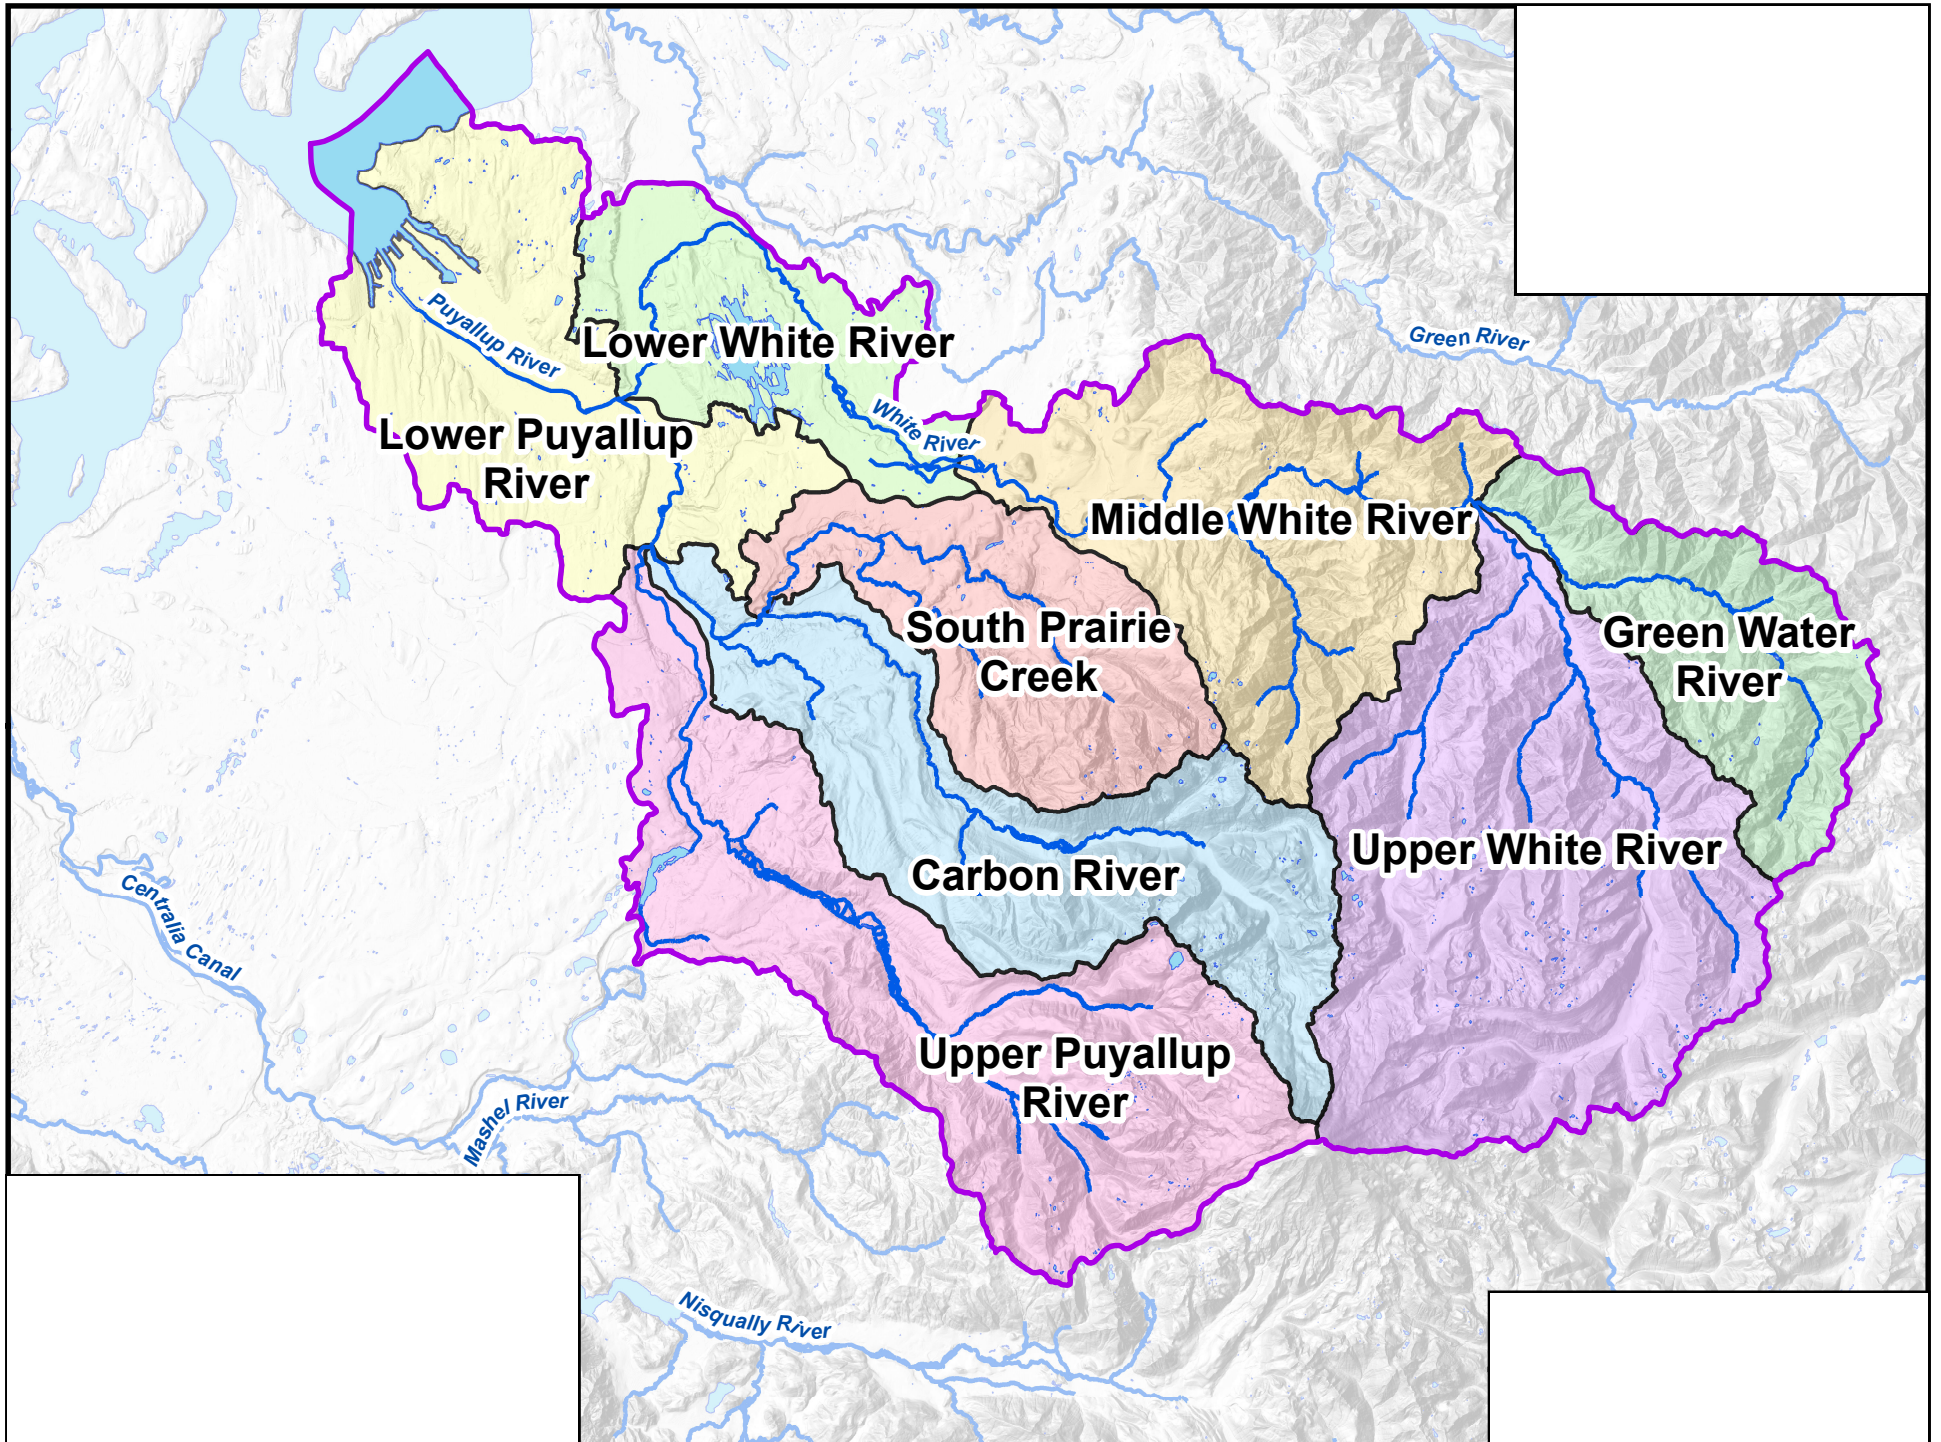 Puyallup River
Lower White River
Green River
White River
Lower Puyallup
River
Middle White River
South Prairie
Creek
Green Water
River
Upper White River
Carbon River
Centralia Canal
Upper Puyallup
River
Mashel River
Nisqually River